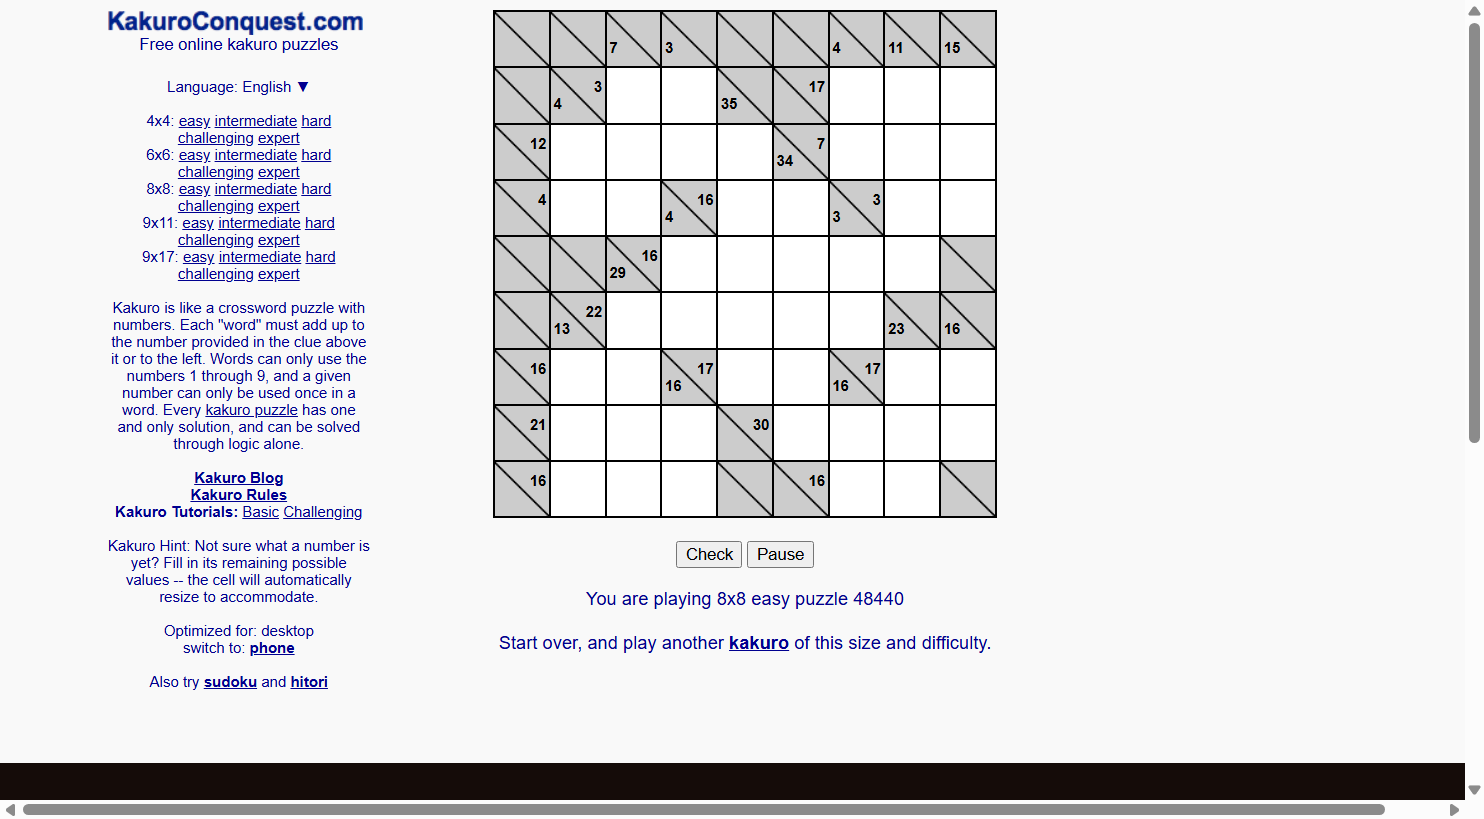 KakuroConquest.com
Free online kakuro puzzles
Language: English ▼
4x4: easy intermediate hard
challenging expert
6x6: easy intermediate hard
challenging expert
8x8: easy intermediate hard
challenging expert
9x11: easy intermediate hard
challenging expert
9x17: easy intermediate hard
challenging expert
Kakuro is like a crossword puzzle with
numbers. Each "word" must add up to
the number provided in the clue above
it or to the left. Words can only use the
numbers 1 through 9, and a given
number can only be used once in a
word. Every kakuro puzzle has one
and only solution, and can be solved
through logic alone.
Kakuro Blog
Kakuro Rules
Kakuro Tutorials: Basic Challenging
Kakuro Hint: Not sure what a number is
yet? Fill in its remaining possible
values -- the cell will automatically
resize to accommodate.
Optimized for: desktop
switch to: phone
Also try sudoku and hitori
7 3 4 11 15
3 4 35 17
12 7 34
4 16 4 3 3
16 29
22 13 23 16
16 17 16 17 16
21 30
16 16
Check Pause
You are playing 8x8 easy puzzle 48440
Start over, and play another kakuro of this size and difficulty.